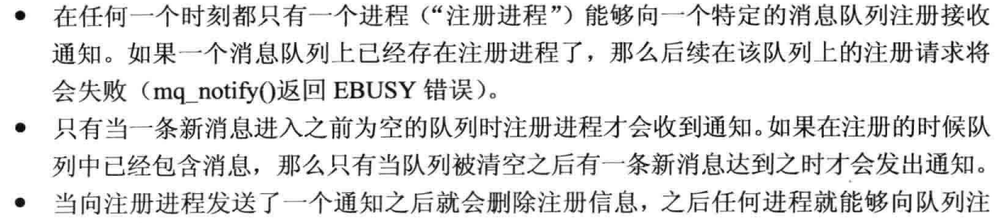 • 在任何一个时刻都只有一个进程（“注册进程”）能够向一个特定的消息队列注册接收
通知。如果一个消息队列上已经存在注册进程了，那么后续在该队列上的注册请求将
会失败（mq_notify()返回 EBUSY 错误）。
• 只有当一条新消息进入之前为空的队列时注册进程才会收到通知。如果在注册的时候队
列中已经包含消息，那么只有当队列被清空之后有一条新消息达到之时才会发出通知。
• 当向注册进程发送了一个通知之后就会删除注册信息，之后任何进程就能够向队列注